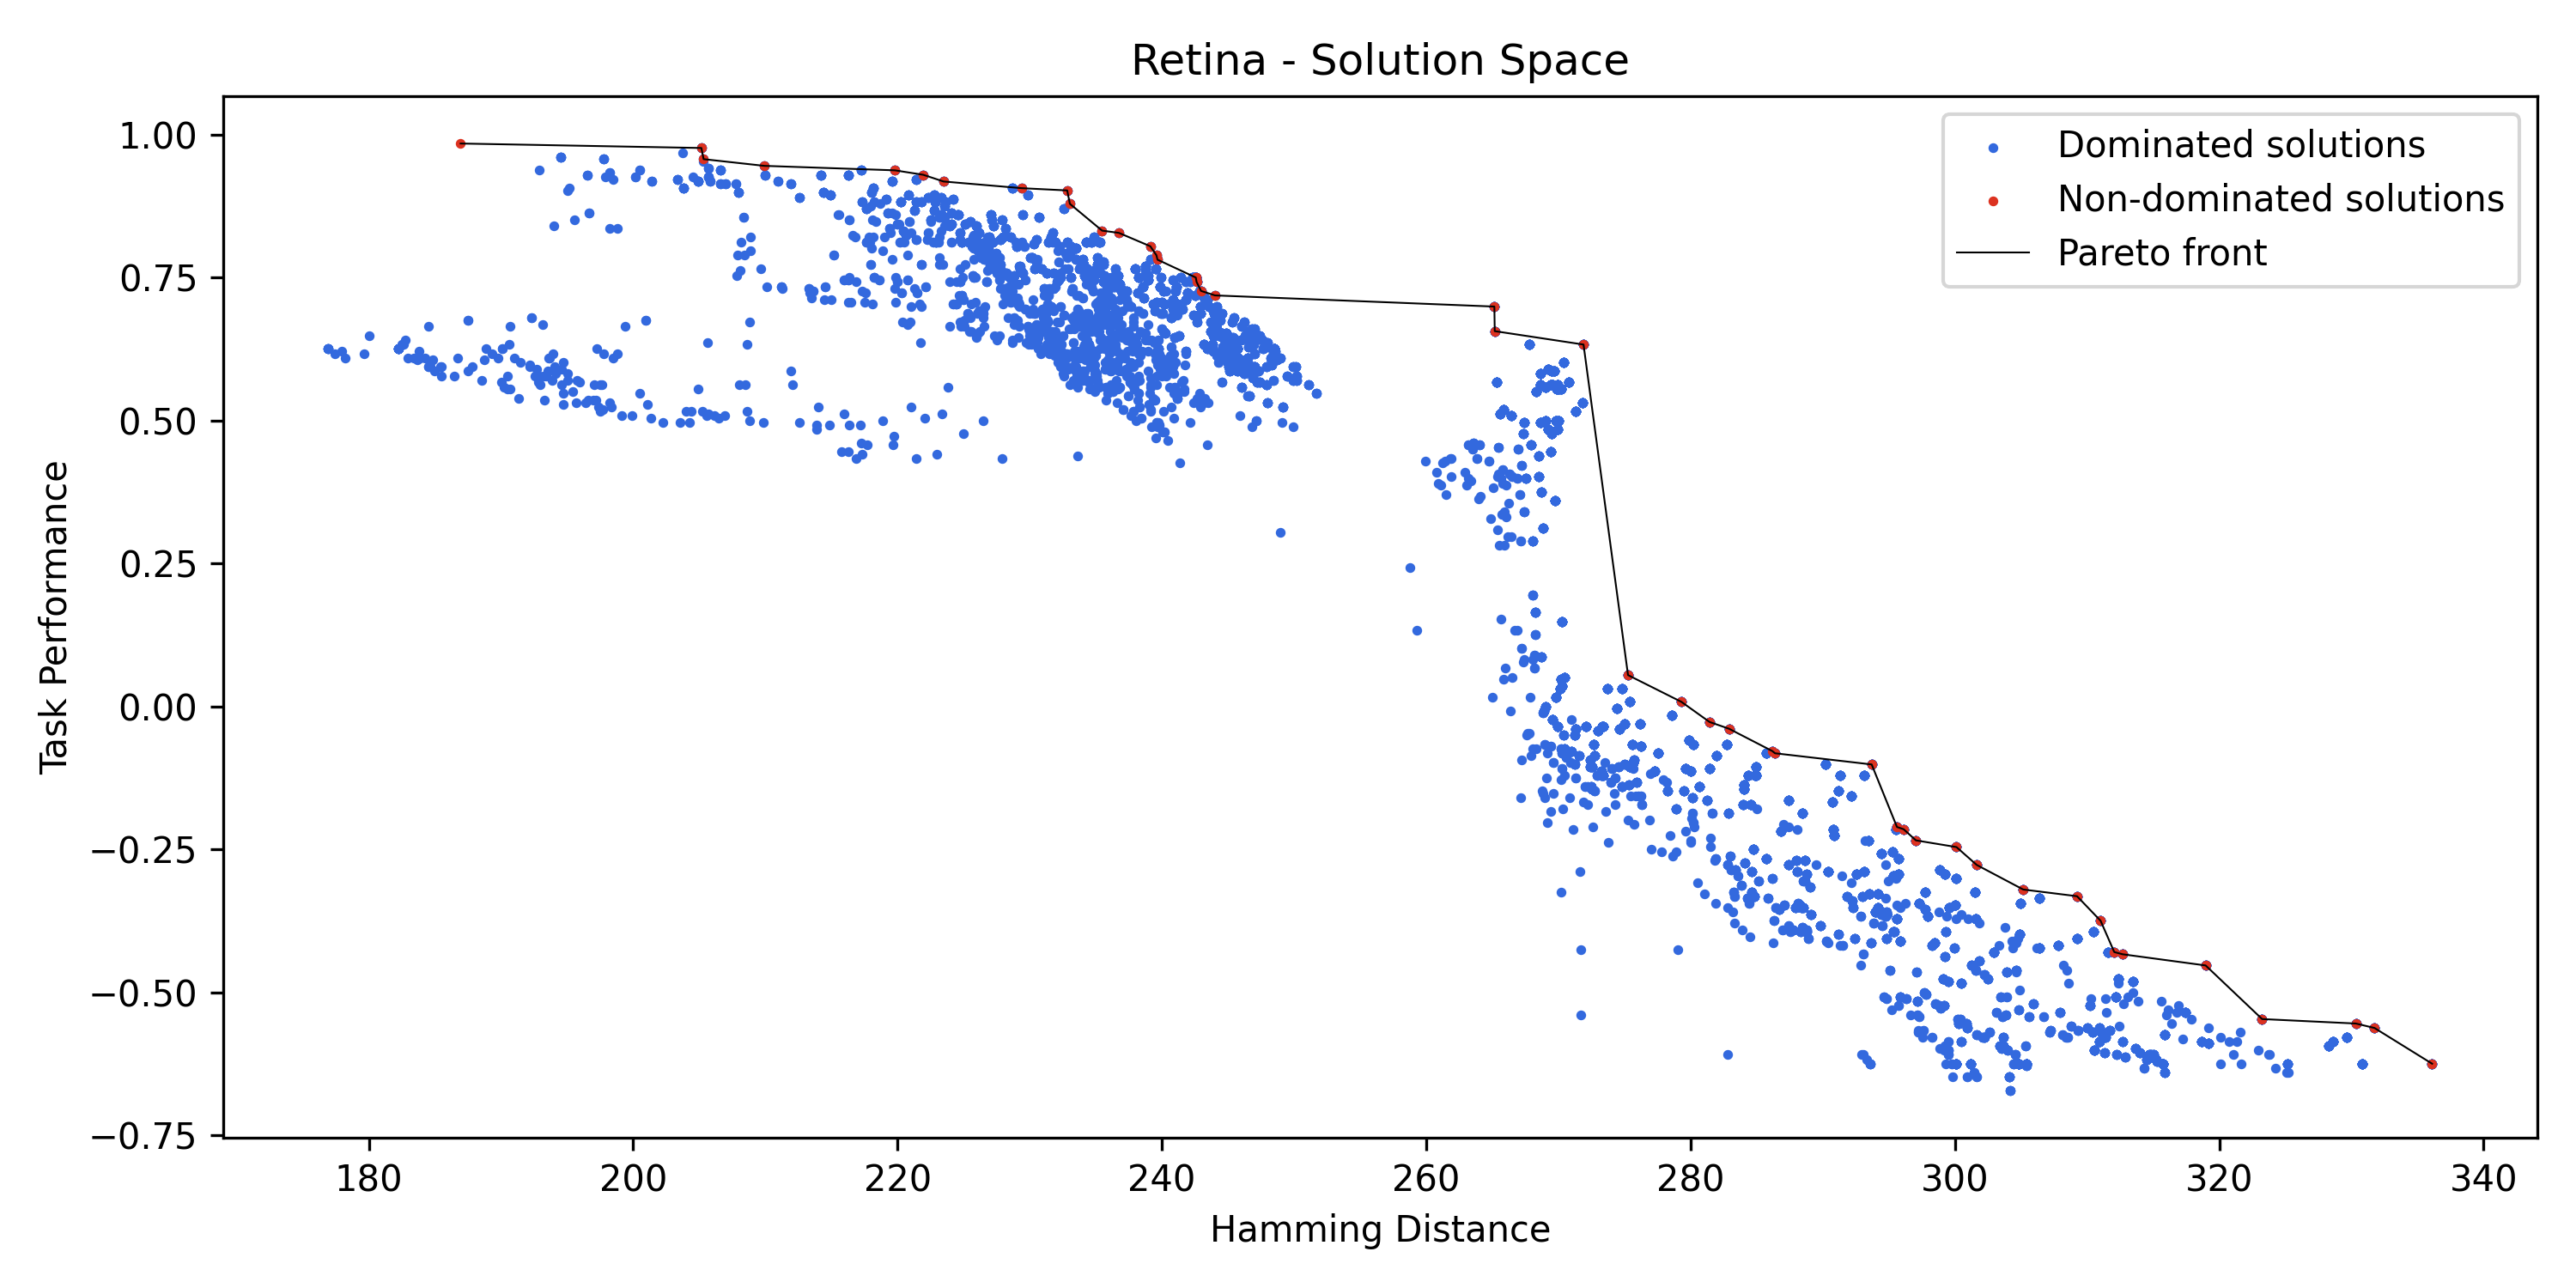 Retina - Solution Space
Dominated solutions
Non-dominated solutions
Pareto front
Task Performance
1.00
0.75
0.50
0.25
0.00
−0.25
−0.50
−0.75
180 200 220 240 260 280 300 320 340
Hamming Distance